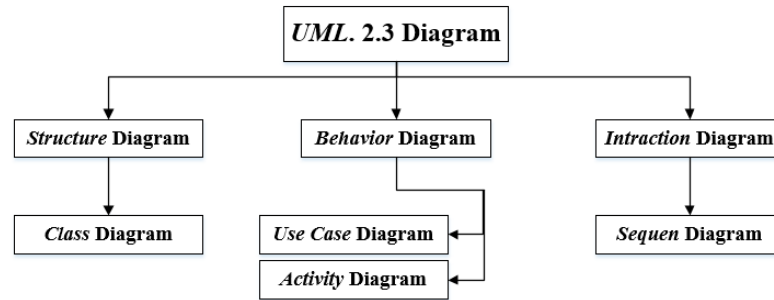 UML. 2.3 Diagram
Structure Diagram
Behavior Diagram
Intraction Diagram
Class Diagram
Use Case Diagram
Sequen Diagram
Activity Diagram